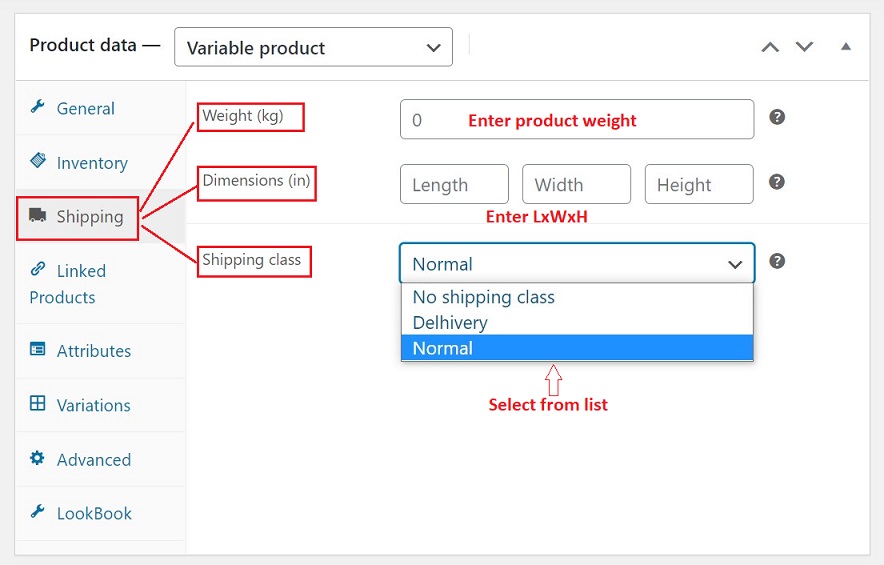 Product data —
Variable product
General
Inventory
Shipping
Linked
Products
Attributes
Variations
Advanced
LookBook
Weight (kg)
0
Enter product weight
?
Dimensions (in)
Length
Width
Height
?
Enter LxWxH
Shipping class
Normal
?
No shipping class
Delhivery
Normal
Select from list